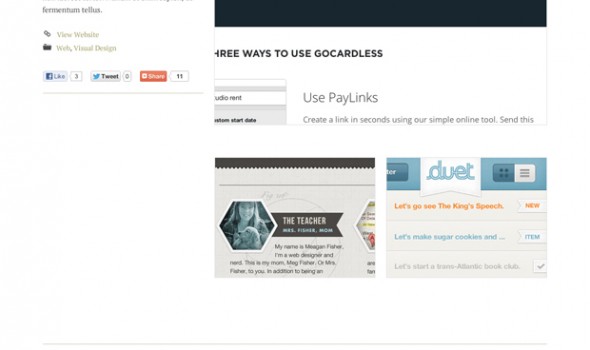 fermentum tellus.
View Website
Web, Visual Design
Like 3 Tweet 0 Share 11
HREE WAYS TO USE GOCARDLESS
tudio rent
ustom start date
Use PayLinks
Create a link in seconds using our simple online tool. Send this
THE TEACHER
MRS. FISHER, MOM
My name is Meagan Fisher,
I'm a web designer and
nerd. This is my mom, Meg Fisher. Or Mrs.
Fisher, to you. In addition to being an
are
fan
ter
duet
Let's go see The King's Speech. NEW
Let's make sugar cookies and ... ITEM
Let's start a trans-Atlantic book club.